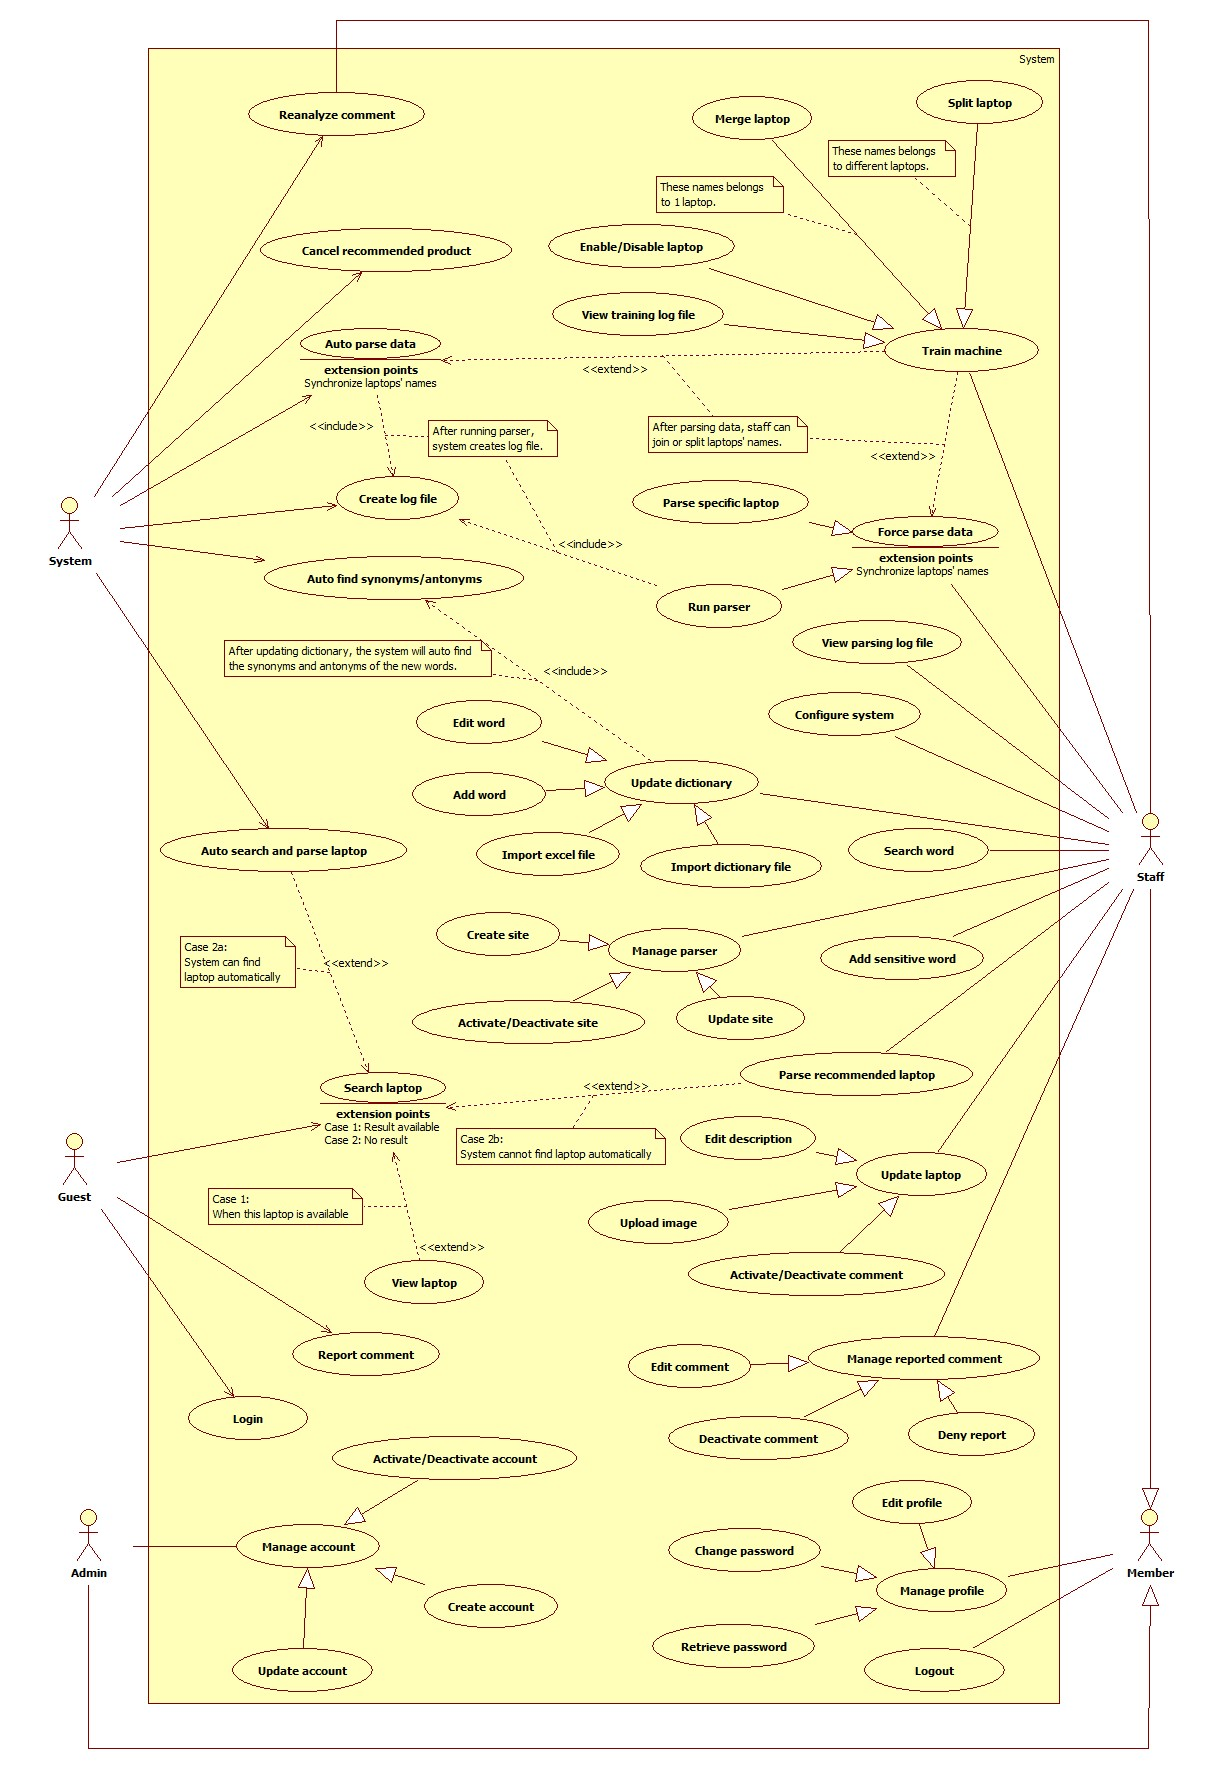 System
Split laptop
Reanalyze comment
Merge laptop
These names belongs
to different laptops.
These names belongs
to 1 laptop.
Cancel recommended product
Enable/Disable laptop
View training log file
Auto parse data
extension points
Synchronize laptops' names
Train machine
<<extend>>
<<include>>
After running parser,
system creates log file.
After parsing data, staff can
join or split laptops' names.
<<extend>>
Create log file
Parse specific laptop
Force parse data
extension points
Synchronize laptops' names
<<include>>
System
Auto find synonyms/antonyms
Run parser
View parsing log file
After updating dictionary, the system will auto find
the synonyms and antonyms of the new words.
<<include>>
Configure system
Edit word
Update dictionary
Add word
Import excel file
Import dictionary file
Auto search and parse laptop
Search word
Staff
Create site
Manage parser
Add sensitive word
Case 2a:
System can find
laptop automatically
<<extend>>
Activate/Deactivate site
Update site
Parse recommended laptop
Search laptop
extension points
Case 1: Result available
Case 2: No result
<<extend>>
Case 2b:
System cannot find laptop automatically
Edit description
Update laptop
Guest
Case 1:
When this laptop is available
Upload image
<<extend>>
View laptop
Activate/Deactivate comment
Report comment
Edit comment
Manage reported comment
Login
Deactivate comment
Deny report
Activate/Deactivate account
Edit profile
Manage account
Change password
Admin
Member
Manage profile
Create account
Retrieve password
Update account
Logout